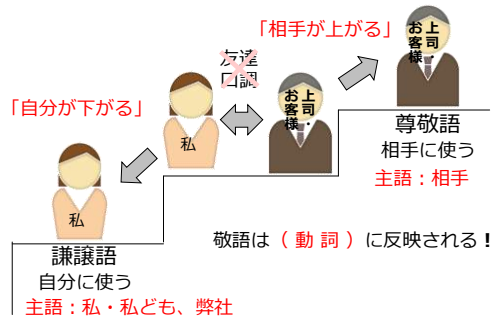 「相手が上がる」
上司・
お客様
友達
口調
「自分が下がる」
上司・
お客様
私
尊敬語
相手に使う
主語：相手
私
敬語は（ 動 詞 ）に反映される！
謙譲語
自分に使う
主語：私・私ども、弊社